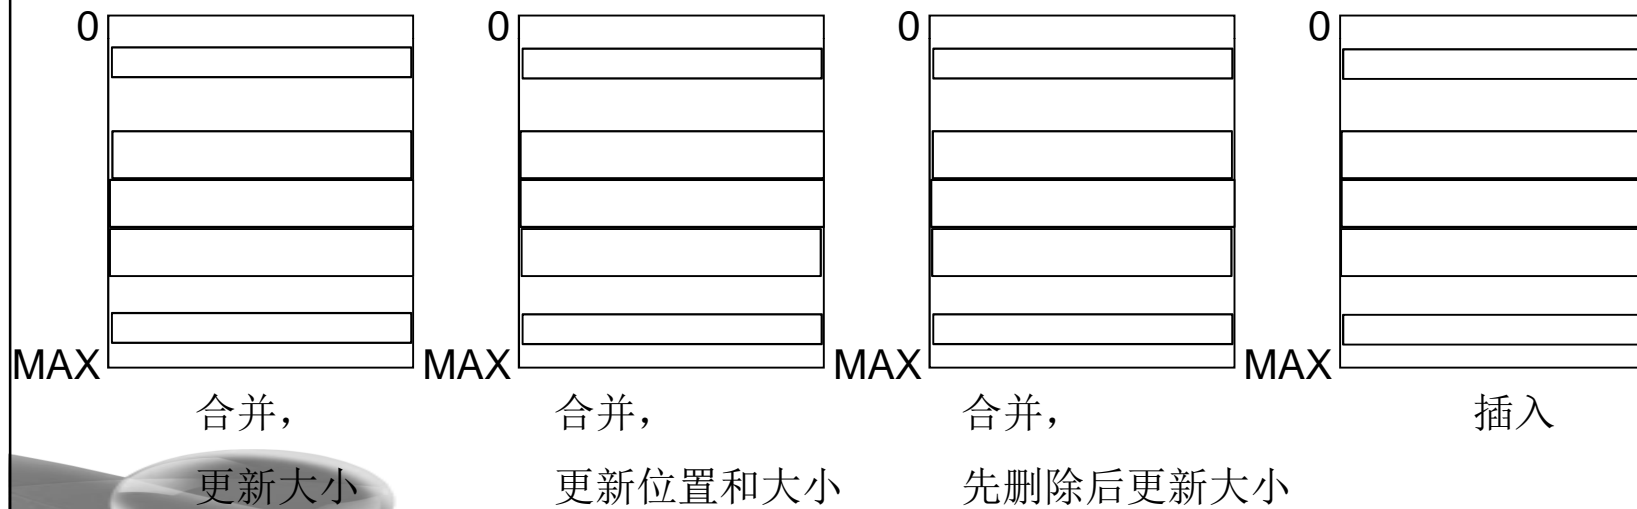 0 0 0 0
MAX MAX MAX MAX
合并， 合并， 合并， 插入
更新大小 更新位置和大小 先删除后更新大小